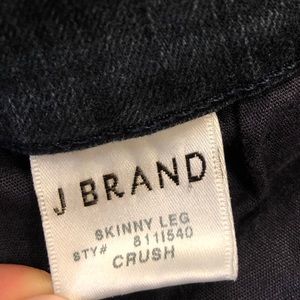 J BRAND
SKINNY LEG
STY# 811I540
CRUSH